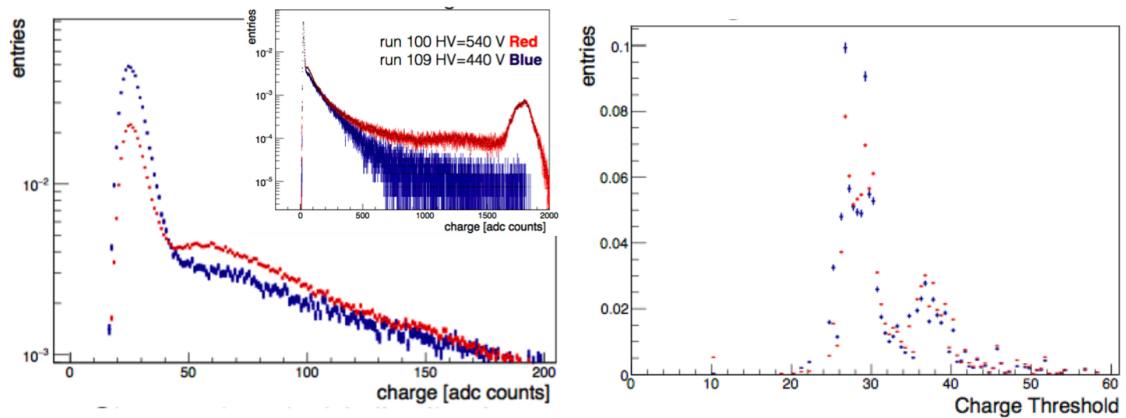 entries
10⁻²
10⁻³
0 50 100 150 200
charge [adc counts]
entries
run 100 HV=540 V Red
run 109 HV=440 V Blue
10⁻¹
10⁻²
10⁻³
10⁻⁴
10⁻⁵
0 500 1000 1500 2000
charge [adc counts]
entries
0.1
0.08
0.06
0.04
0.02
0
0 10 20 30 40 50 60
Charge Threshold